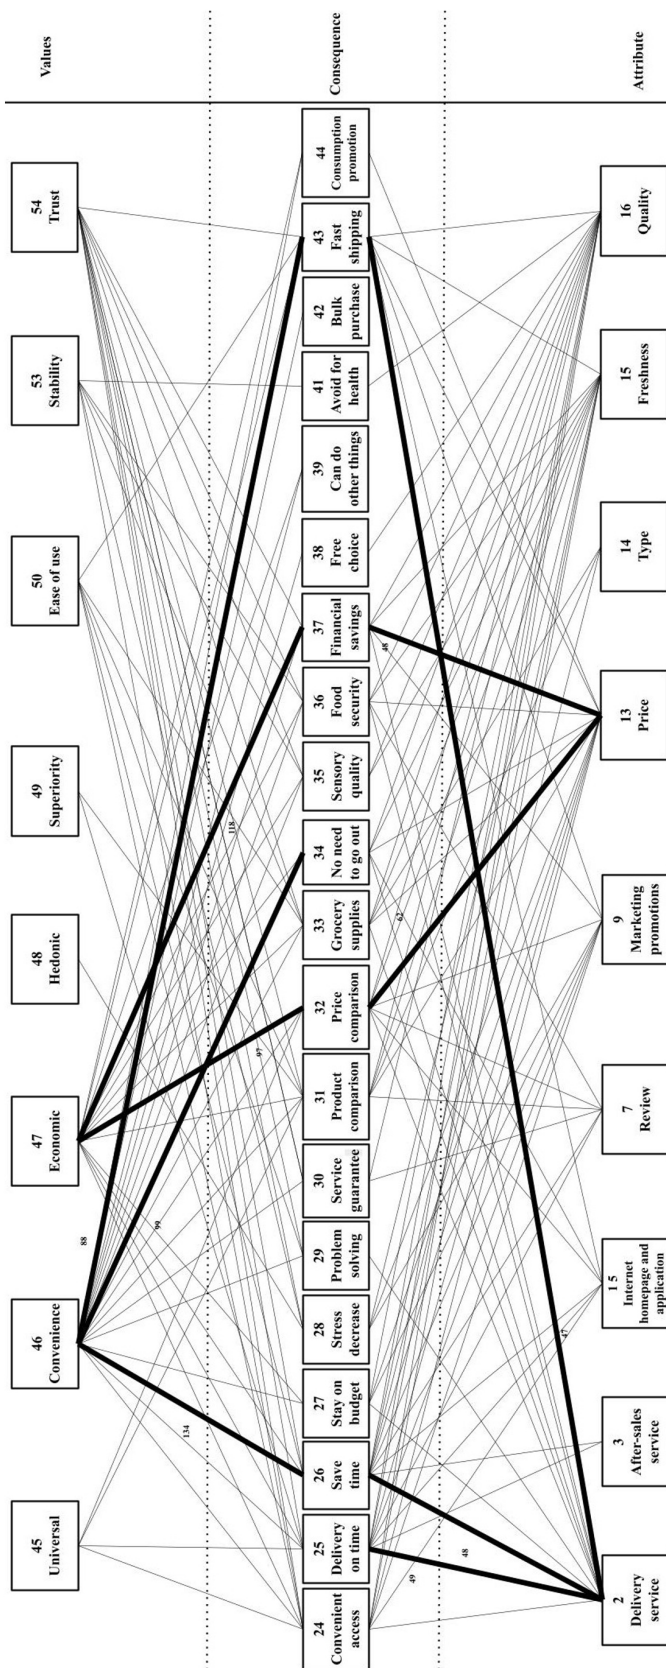 Values
54
Trust
53
Stability
50
Ease of use
49
Superiority
48
Hedonic
47
Economic
46
Convenience
45
Universal
Consequence
44
Consumption
promotion
43
Fast
shipping
42
Bulk
purchase
41
Avoid for
health
39
Can do
other things
38
Free
choice
37
Financial
savings
36
Food
security
35
Sensory
quality
34
No need
to go out
33
Grocery
supplies
32
Price
comparison
31
Product
comparison
30
Service
guarantee
29
Problem
solving
28
Stress
decrease
27
Stay on
budget
26
Save
time
25
Delivery
on time
24
Convenient
access
Attribute
16
Quality
15
Freshness
14
Type
13
Price
9
Marketing
promotions
7
Review
1 5
Internet
homepage and
application
3
After-sales
service
2
Delivery
service
118
97
99
88
134
48
62
47
48
49